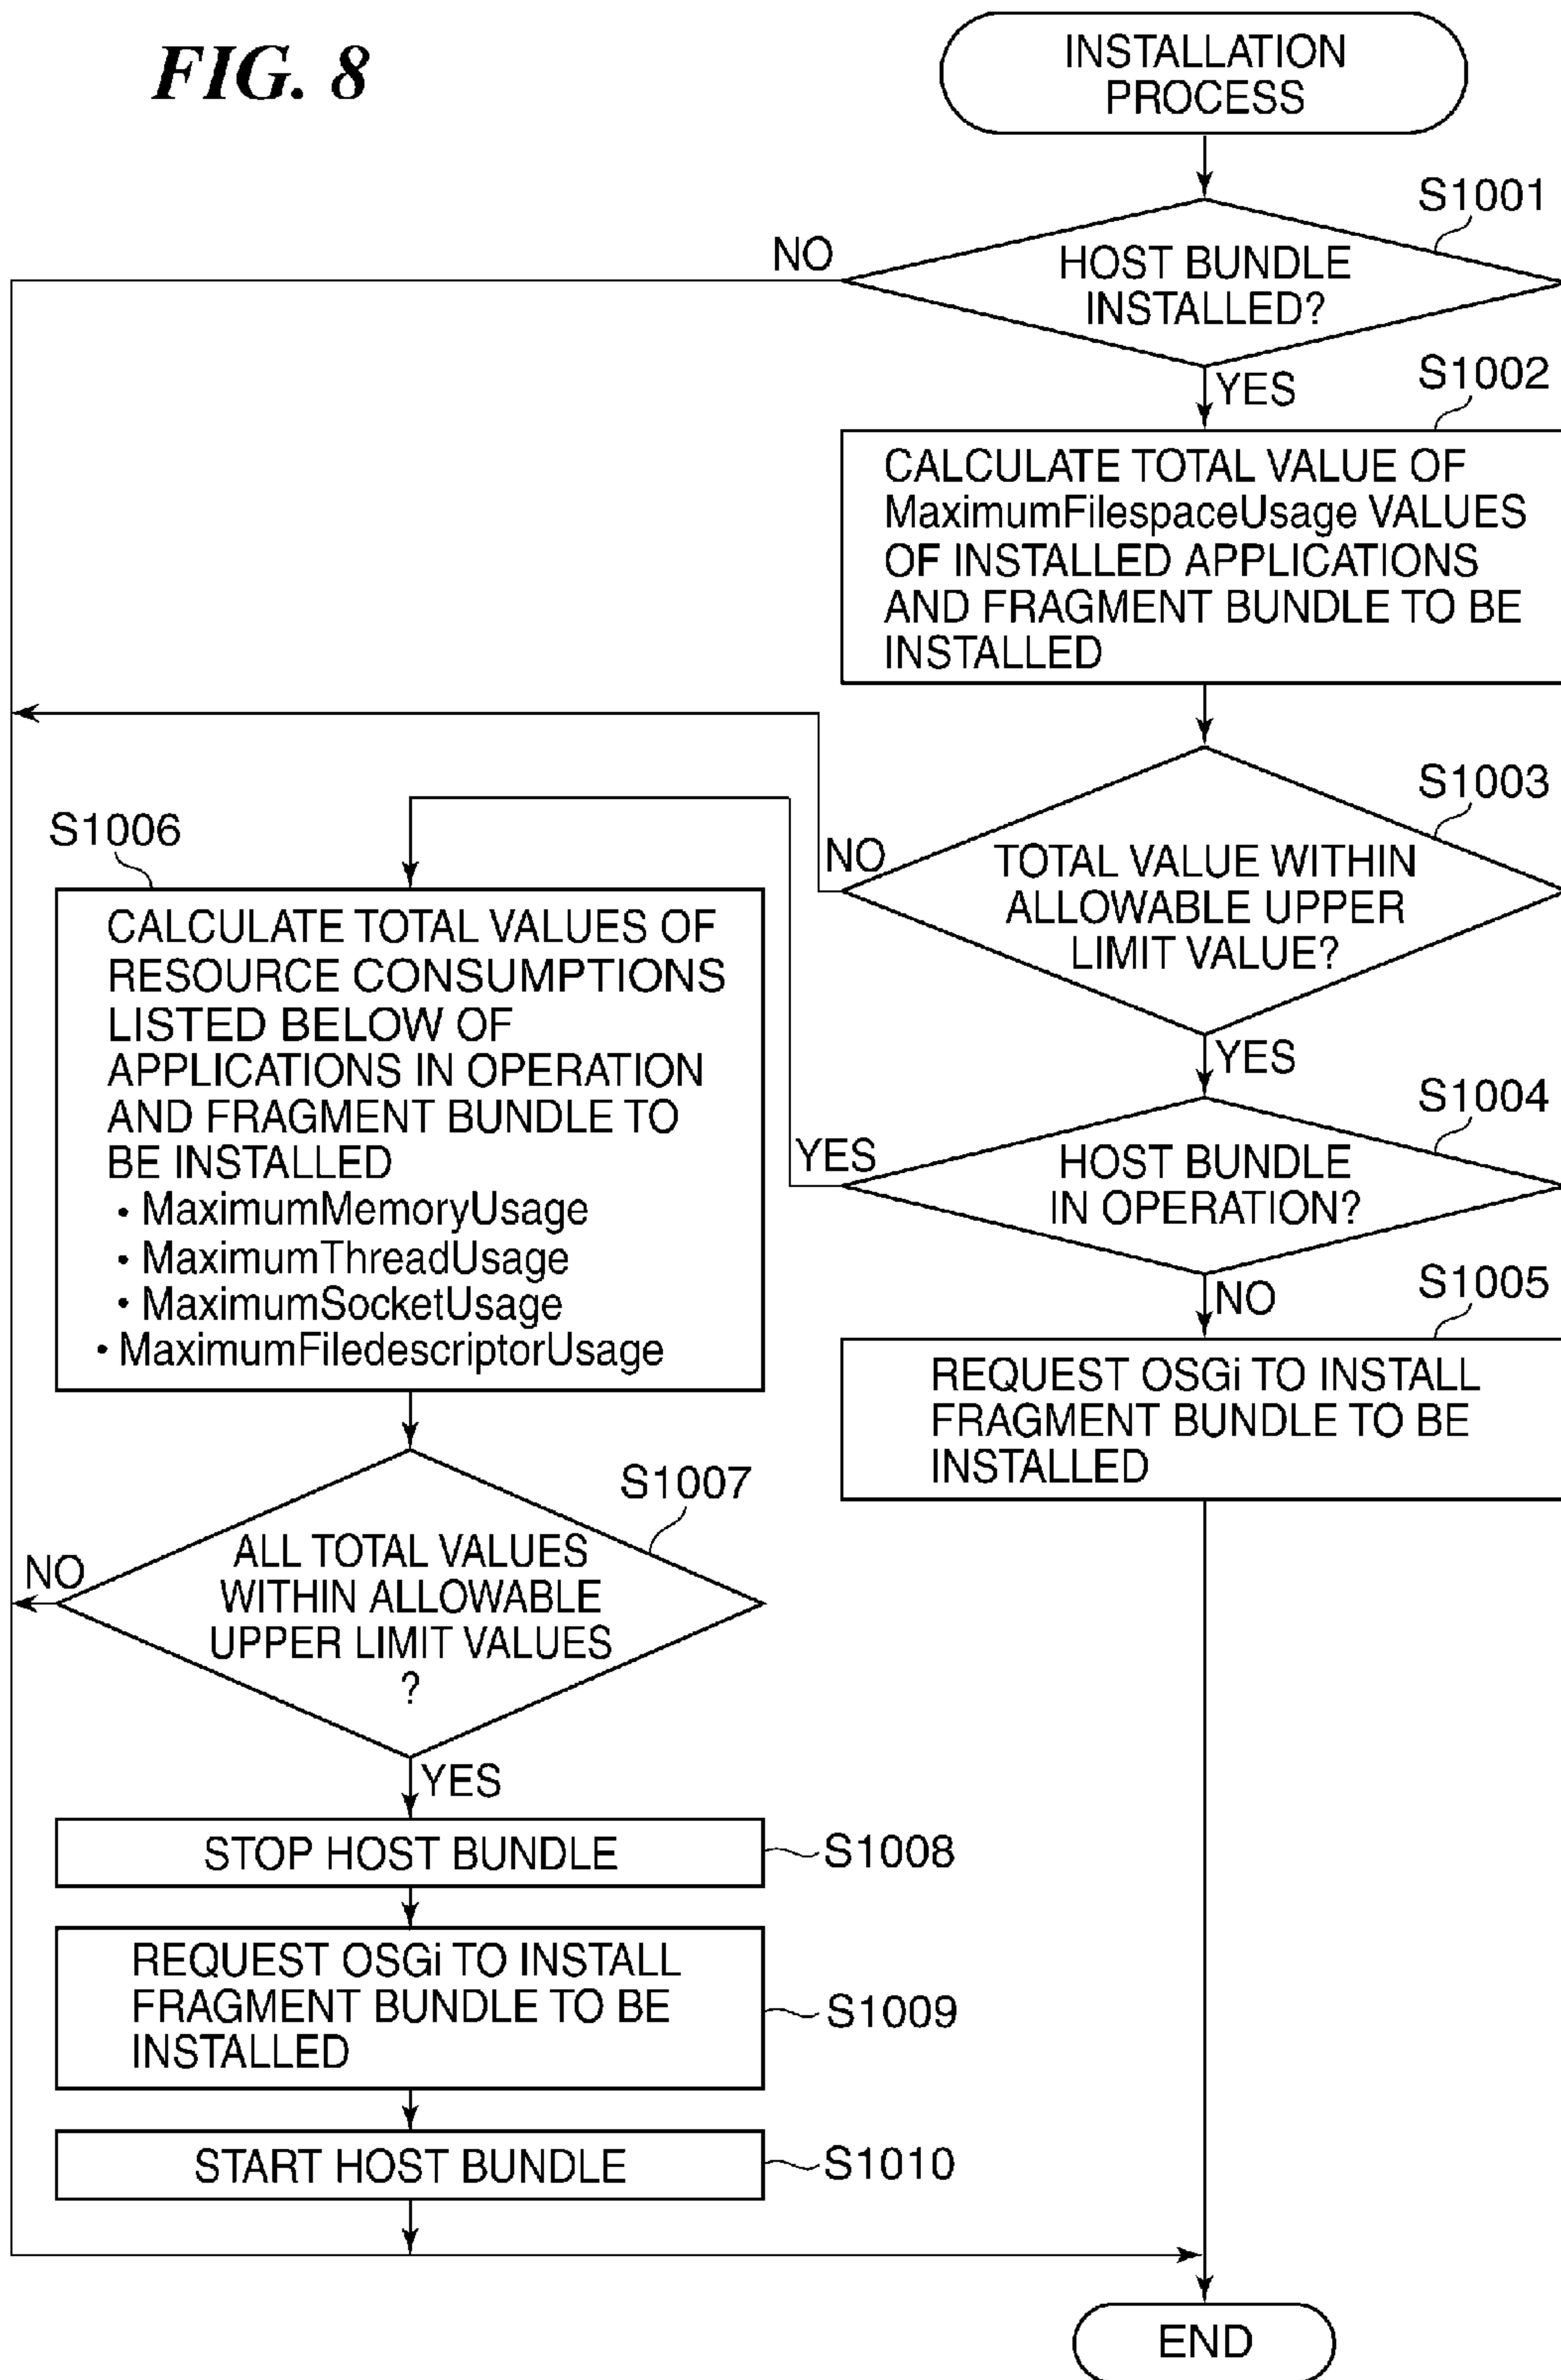 FIG. 8
INSTALLATION
PROCESS
S1001
NO
HOST BUNDLE
INSTALLED?
YES
S1002
CALCULATE TOTAL VALUE OF
MaximumFilespaceUsage VALUES
OF INSTALLED APPLICATIONS
AND FRAGMENT BUNDLE TO BE
INSTALLED
S1003
NO
TOTAL VALUE WITHIN
ALLOWABLE UPPER
LIMIT VALUE?
YES
S1004
YES
HOST BUNDLE
IN OPERATION?
NO
S1005
REQUEST OSGi TO INSTALL
FRAGMENT BUNDLE TO BE
INSTALLED
S1006
CALCULATE TOTAL VALUES OF
RESOURCE CONSUMPTIONS
LISTED BELOW OF
APPLICATIONS IN OPERATION
AND FRAGMENT BUNDLE TO
BE INSTALLED
• MaximumMemoryUsage
• MaximumThreadUsage
• MaximumSocketUsage
• MaximumFiledescriptorUsage
S1007
NO
ALL TOTAL VALUES
WITHIN ALLOWABLE
UPPER LIMIT VALUES
?
YES
STOP HOST BUNDLE
S1008
REQUEST OSGi TO INSTALL
FRAGMENT BUNDLE TO BE
INSTALLED
S1009
START HOST BUNDLE
S1010
END